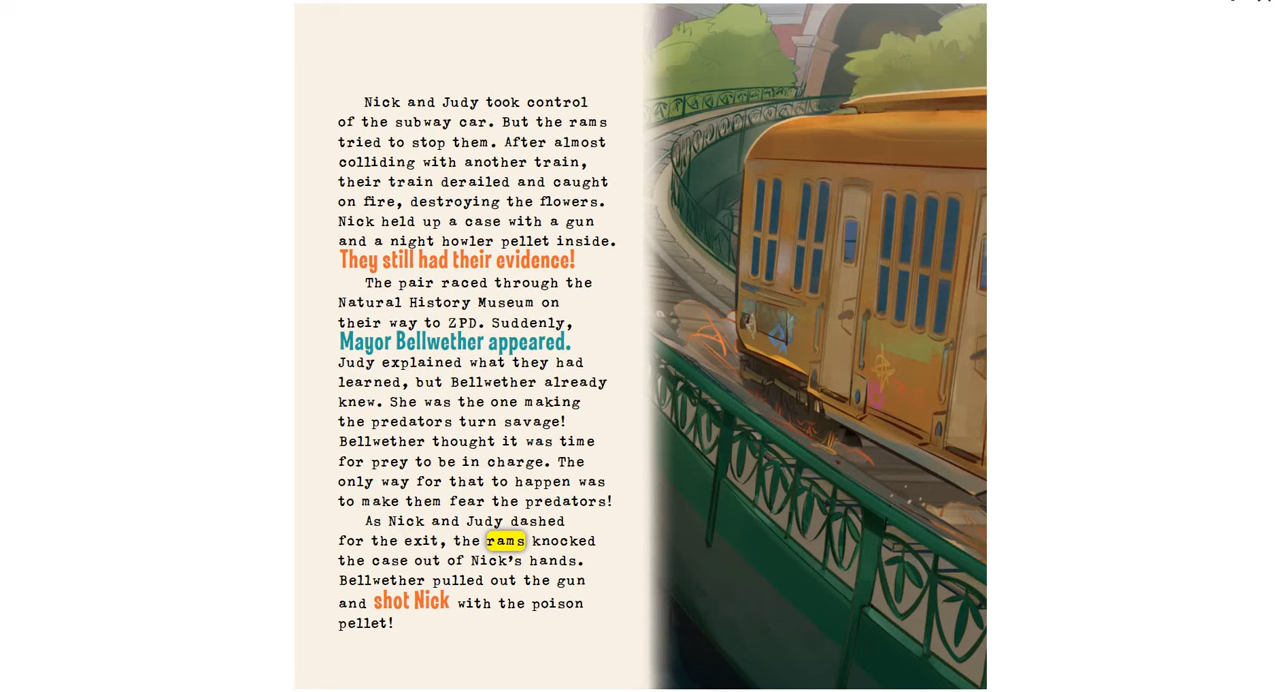 Nick and Judy took control
of the subway car. But the rams
tried to stop them. After almost
colliding with another train,
their train derailed and caught
on fire, destroying the flowers.
Nick held up a case with a gun
and a night howler pellet inside.
They still had their evidence!
The pair raced through the
Natural History Museum on
their way to ZPD. Suddenly,
Mayor Bellwether appeared.
Judy explained what they had
learned, but Bellwether already
knew. She was the one making
the predators turn savage!
Bellwether thought it was time
for prey to be in charge. The
only way for that to happen was
to make them fear the predators!
As Nick and Judy dashed
for the exit, the rams knocked
the case out of Nick's hands.
Bellwether pulled out the gun
and shot Nick with the poison
pellet!